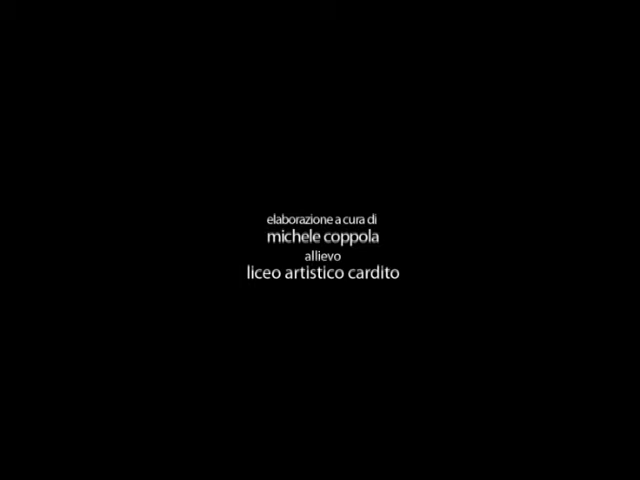 elaborazione a cura di
michele coppola
allievo
liceo artistico cardito